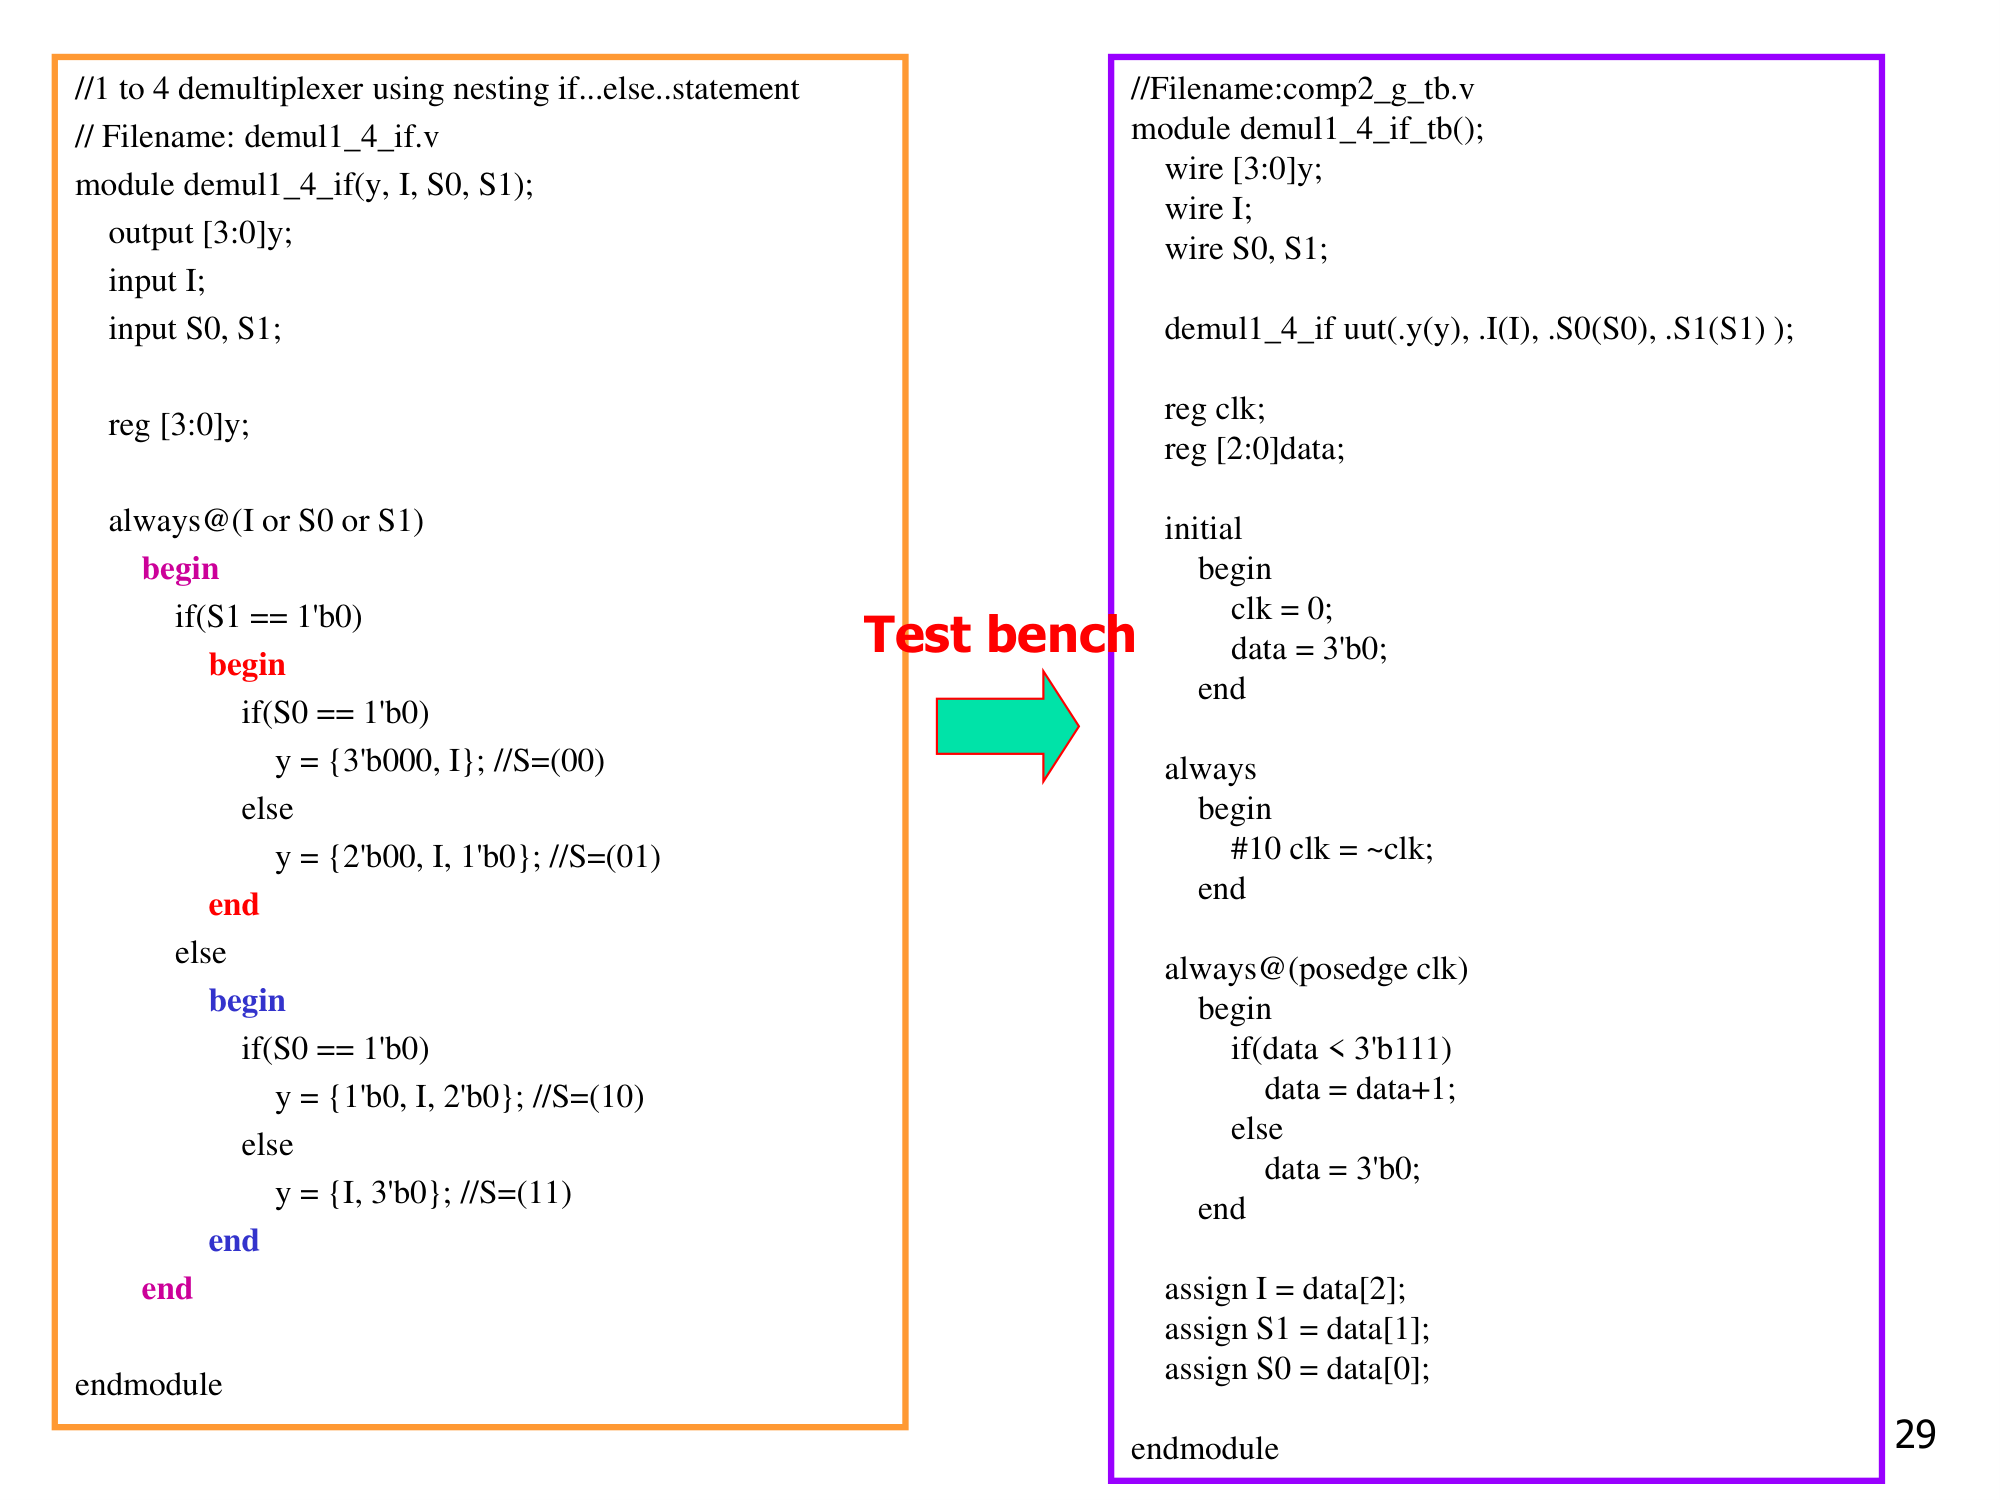 //1 to 4 demultiplexer using nesting if...else..statement
// Filename: demul1_4_if.v
module demul1_4_if(y, I, S0, S1);
output [3:0]y;
input I;
input S0, S1;
reg [3:0]y;
always@(I or S0 or S1)
begin
if(S1 == 1'b0)
begin
if(S0 == 1'b0)
y = {3'b000, I}; //S=(00)
else
y = {2'b00, I, 1'b0}; //S=(01)
end
else
begin
if(S0 == 1'b0)
y = {1'b0, I, 2'b0}; //S=(10)
else
y = {I, 3'b0}; //S=(11)
end
end
endmodule
Test bench
//Filename:comp2_g_tb.v
module demul1_4_if_tb();
wire [3:0]y;
wire I;
wire S0, S1;
demul1_4_if uut(.y(y), .I(I), .S0(S0), .S1(S1) );
reg clk;
reg [2:0]data;
initial
begin
clk = 0;
data = 3'b0;
end
always
begin
#10 clk = ~clk;
end
always@(posedge clk)
begin
if(data < 3'b111)
data = data+1;
else
data = 3'b0;
end
assign I = data[2];
assign S1 = data[1];
assign S0 = data[0];
endmodule
29